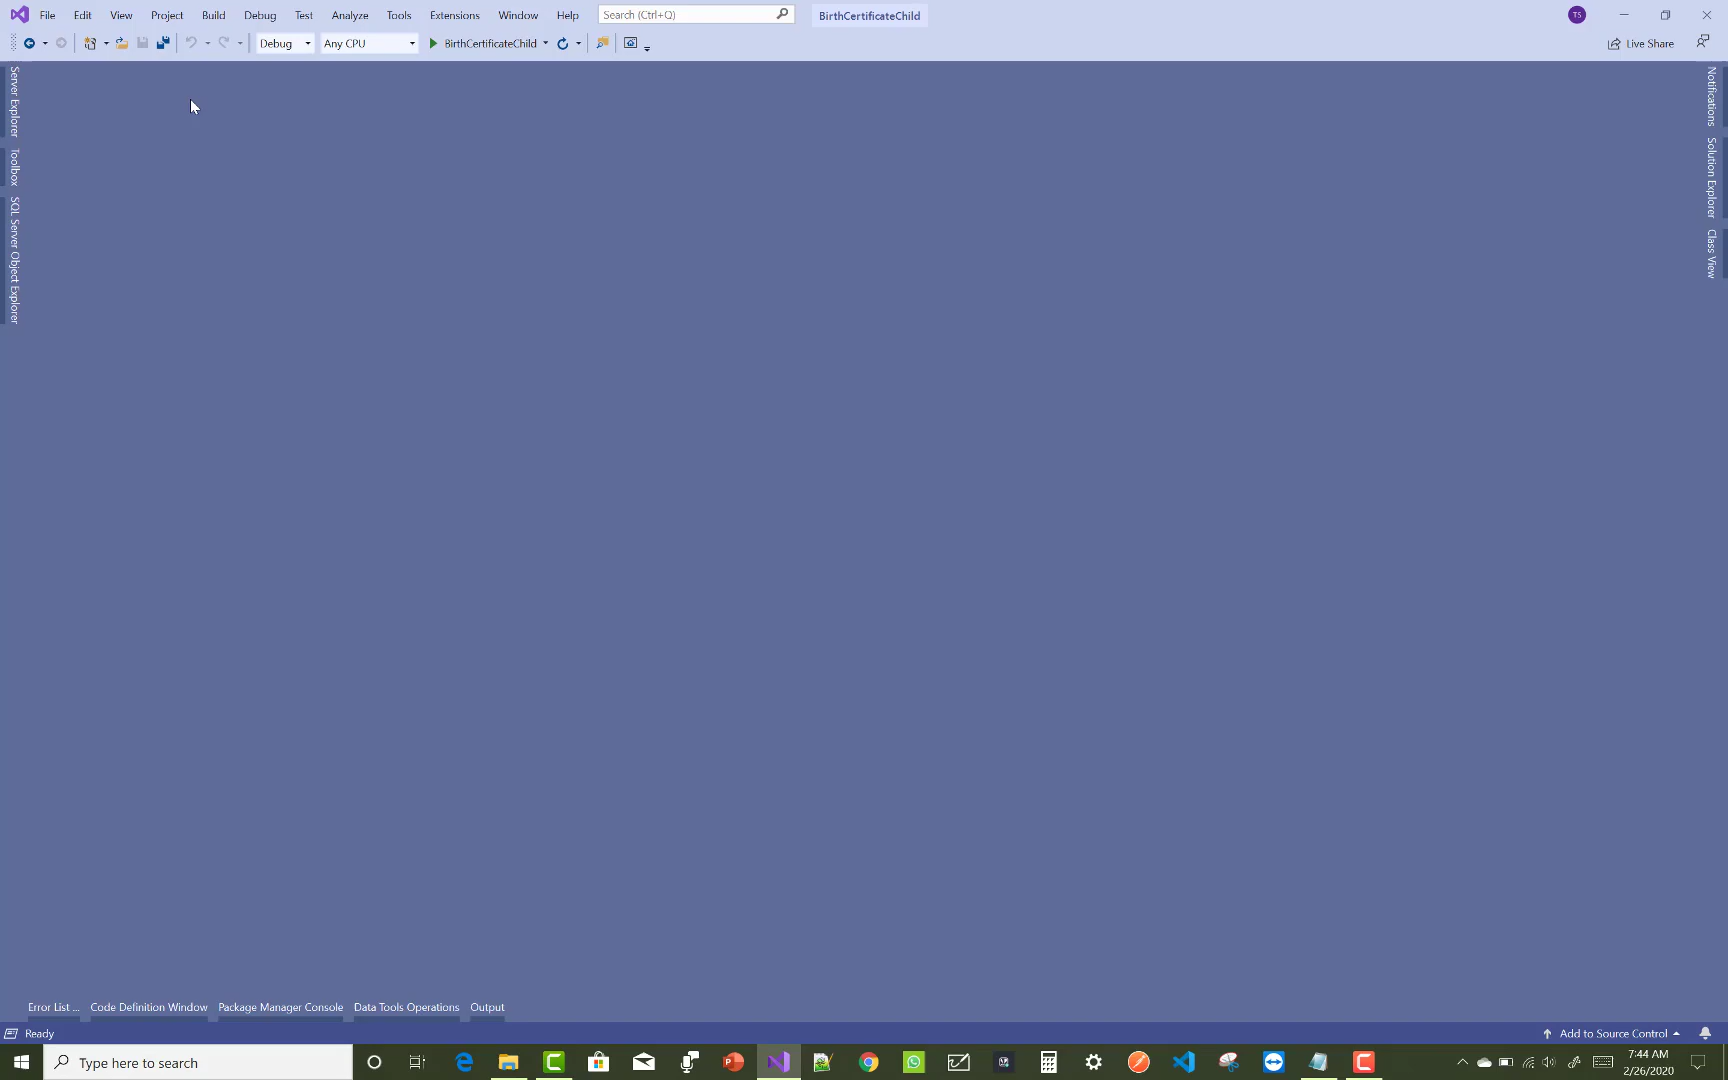 File Edit View Project Build Debug Test Analyze Tools Extensions Window Help Search (Ctrl+Q) BirthCertificateChild TS
Debug Any CPU BirthCertificateChild Live Share
Server Explorer
Toolbox
SQL Server Object Explorer
Notifications
Solution Explorer
Class View
Error List ... Code Definition Window Package Manager Console Data Tools Operations Output
Ready Add to Source Control
Type here to search 7:44 AM
2/26/2020